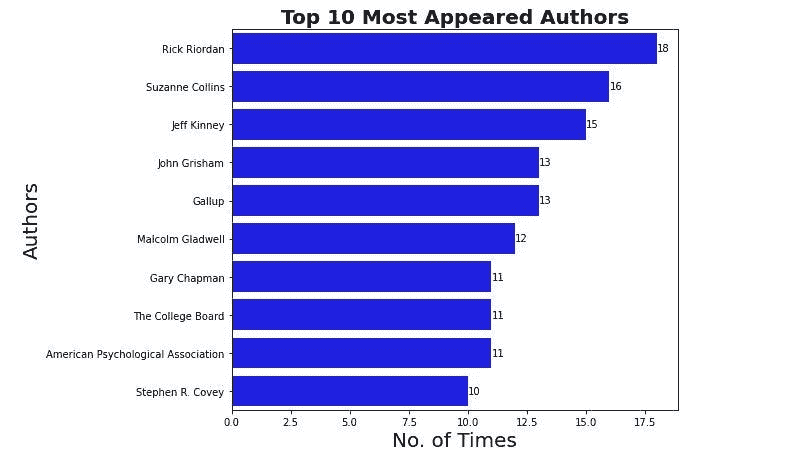 Top 10 Most Appeared Authors
Authors
Rick Riordan 18
Suzanne Collins 16
Jeff Kinney 15
John Grisham 13
Gallup 13
Malcolm Gladwell 12
Gary Chapman 11
The College Board 11
American Psychological Association 11
Stephen R. Covey 10
0.0 2.5 5.0 7.5 10.0 12.5 15.0 17.5
No. of Times